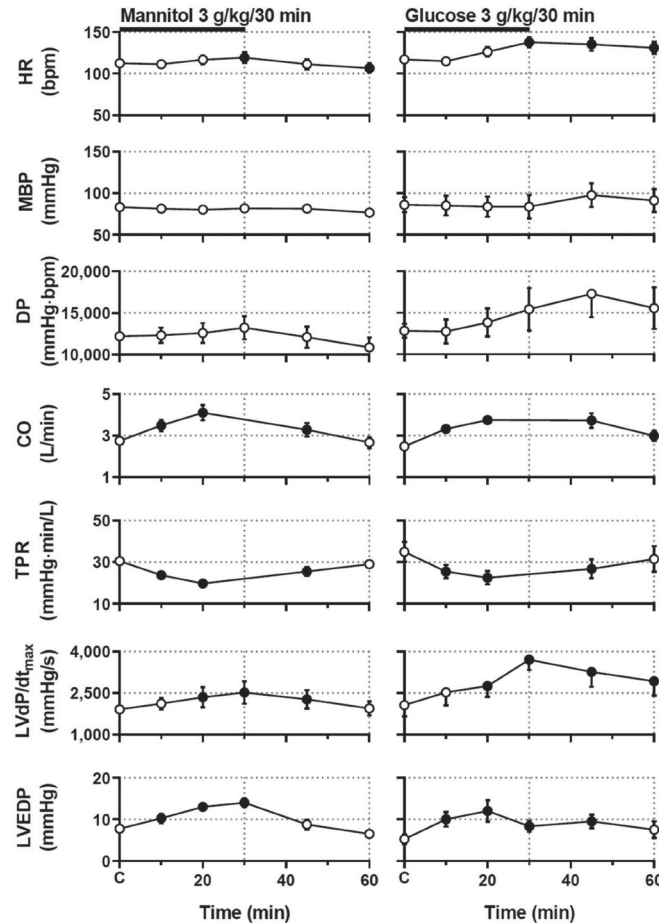 Mannitol 3 g/kg/30 min
Glucose 3 g/kg/30 min
HR
(bpm)
150
100
50
MBP
(mmHg)
150
100
50
DP
(mmHg·bpm)
20,000
15,000
10,000
CO
(L/min)
5
3
1
TPR
(mmHg·min/L)
50
30
10
LVdP/dtmax
(mmHg/s)
4,000
2,500
1,000
LVEDP
(mmHg)
20
10
0
C 20 40 60
C 20 40 60
Time (min)
Time (min)